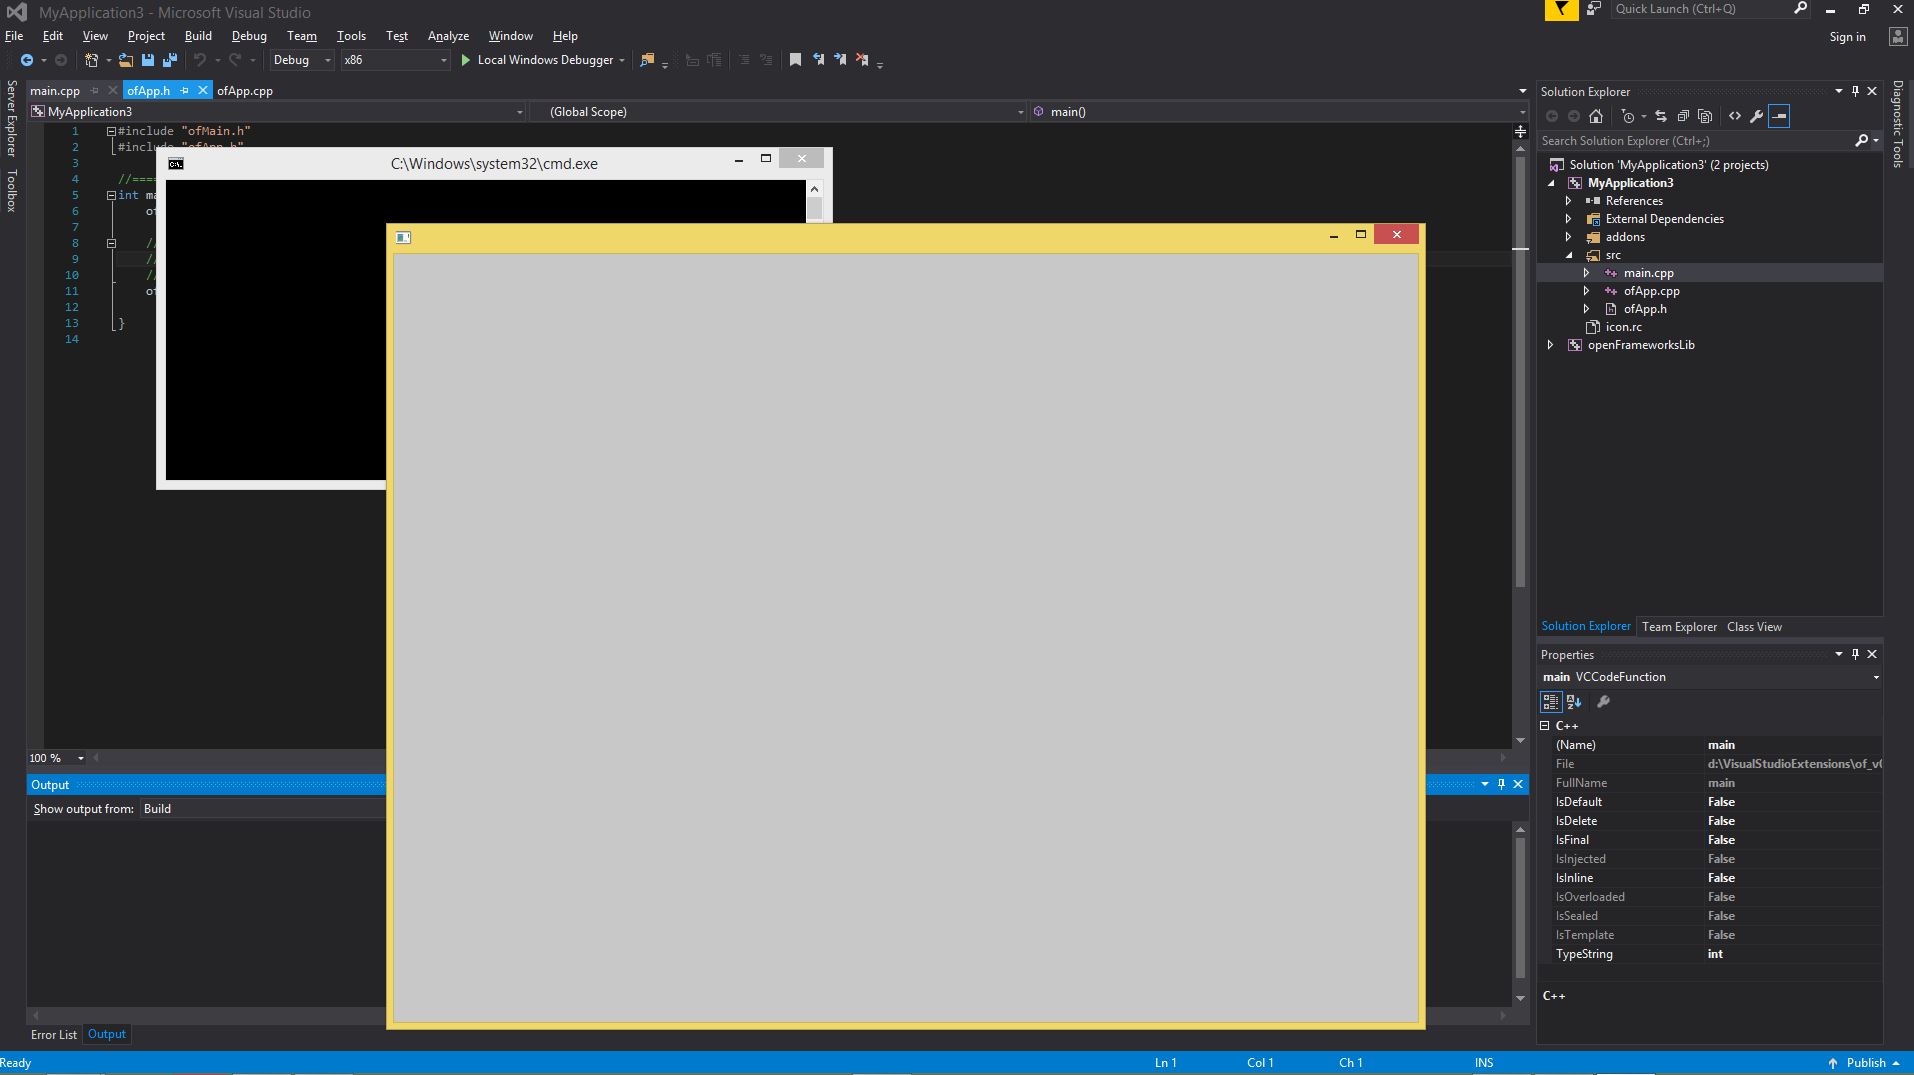 MyApplication3 - Microsoft Visual Studio
Quick Launch (Ctrl+Q)
File Edit View Project Build Debug Team Tools Test Analyze Window Help
Sign in
Debug x86 Local Windows Debugger
Server Explorer
Toolbox
main.cpp ofApp.h ofApp.cpp
MyApplication3 (Global Scope) main()
1 #include "ofMain.h"
2 #include "ofApp.h"
3
4 //====
5 int ma
6 of
7
8 //
9 //
10 //
11 of
12
13 }
14
C:\Windows\system32\cmd.exe
100 %
Output
Show output from: Build
Error List Output
Solution Explorer
Search Solution Explorer (Ctrl+;)
Solution 'MyApplication3' (2 projects)
MyApplication3
References
External Dependencies
addons
src
main.cpp
ofApp.cpp
ofApp.h
icon.rc
openFrameworksLib
Solution Explorer Team Explorer Class View
Properties
main VCCodeFunction
C++
(Name) main
File d:\VisualStudioExtensions\of_v0
FullName main
IsDefault False
IsDelete False
IsFinal False
IsInjected False
IsInline False
IsOverloaded False
IsSealed False
IsTemplate False
TypeString int
C++
Diagnostic Tools
Ready Ln 1 Col 1 Ch 1 INS Publish